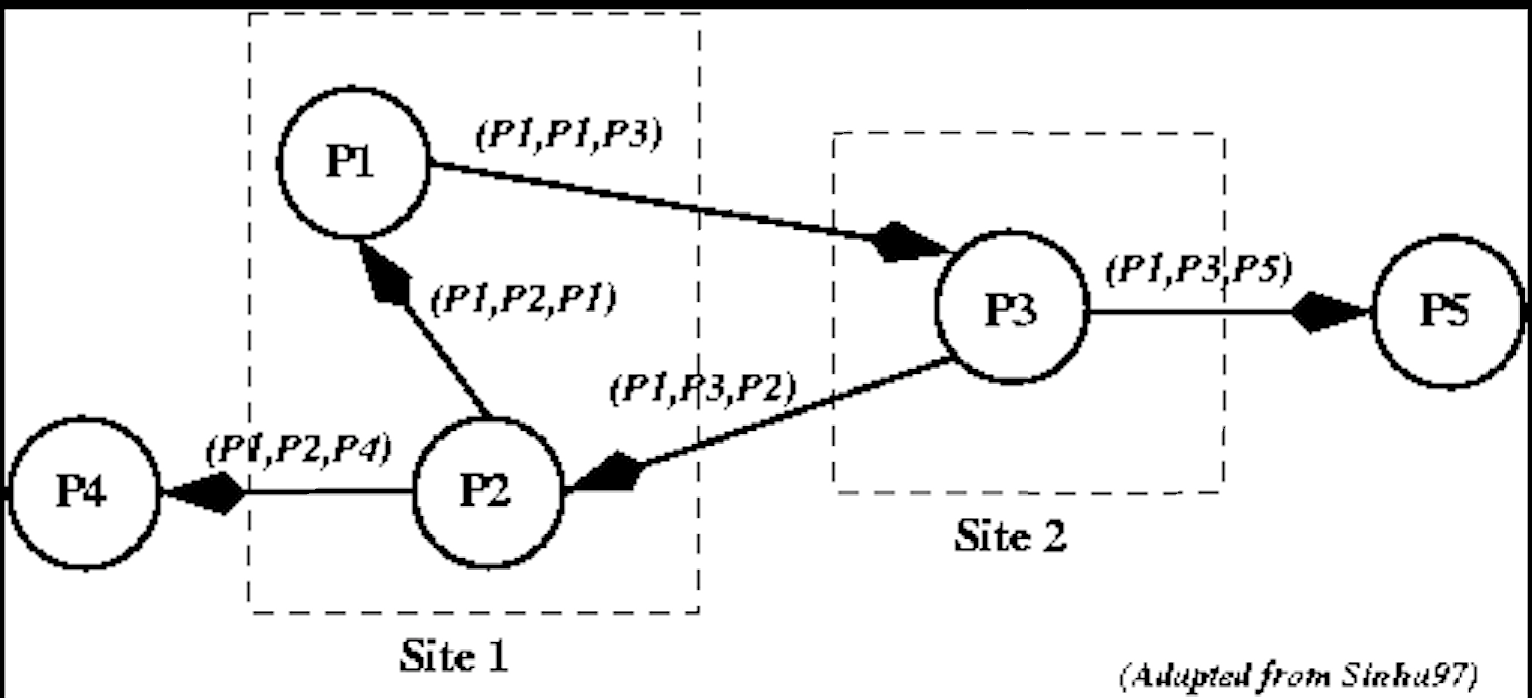 P1
(P1,P1,P3)
P3
(P1,P3,P5)
P5
(P1,P2,P1)
(P1,P3,P2)
(P1,P2,P4)
P4
P2
Site 2
Site 1
(Adapted from Sinha97)